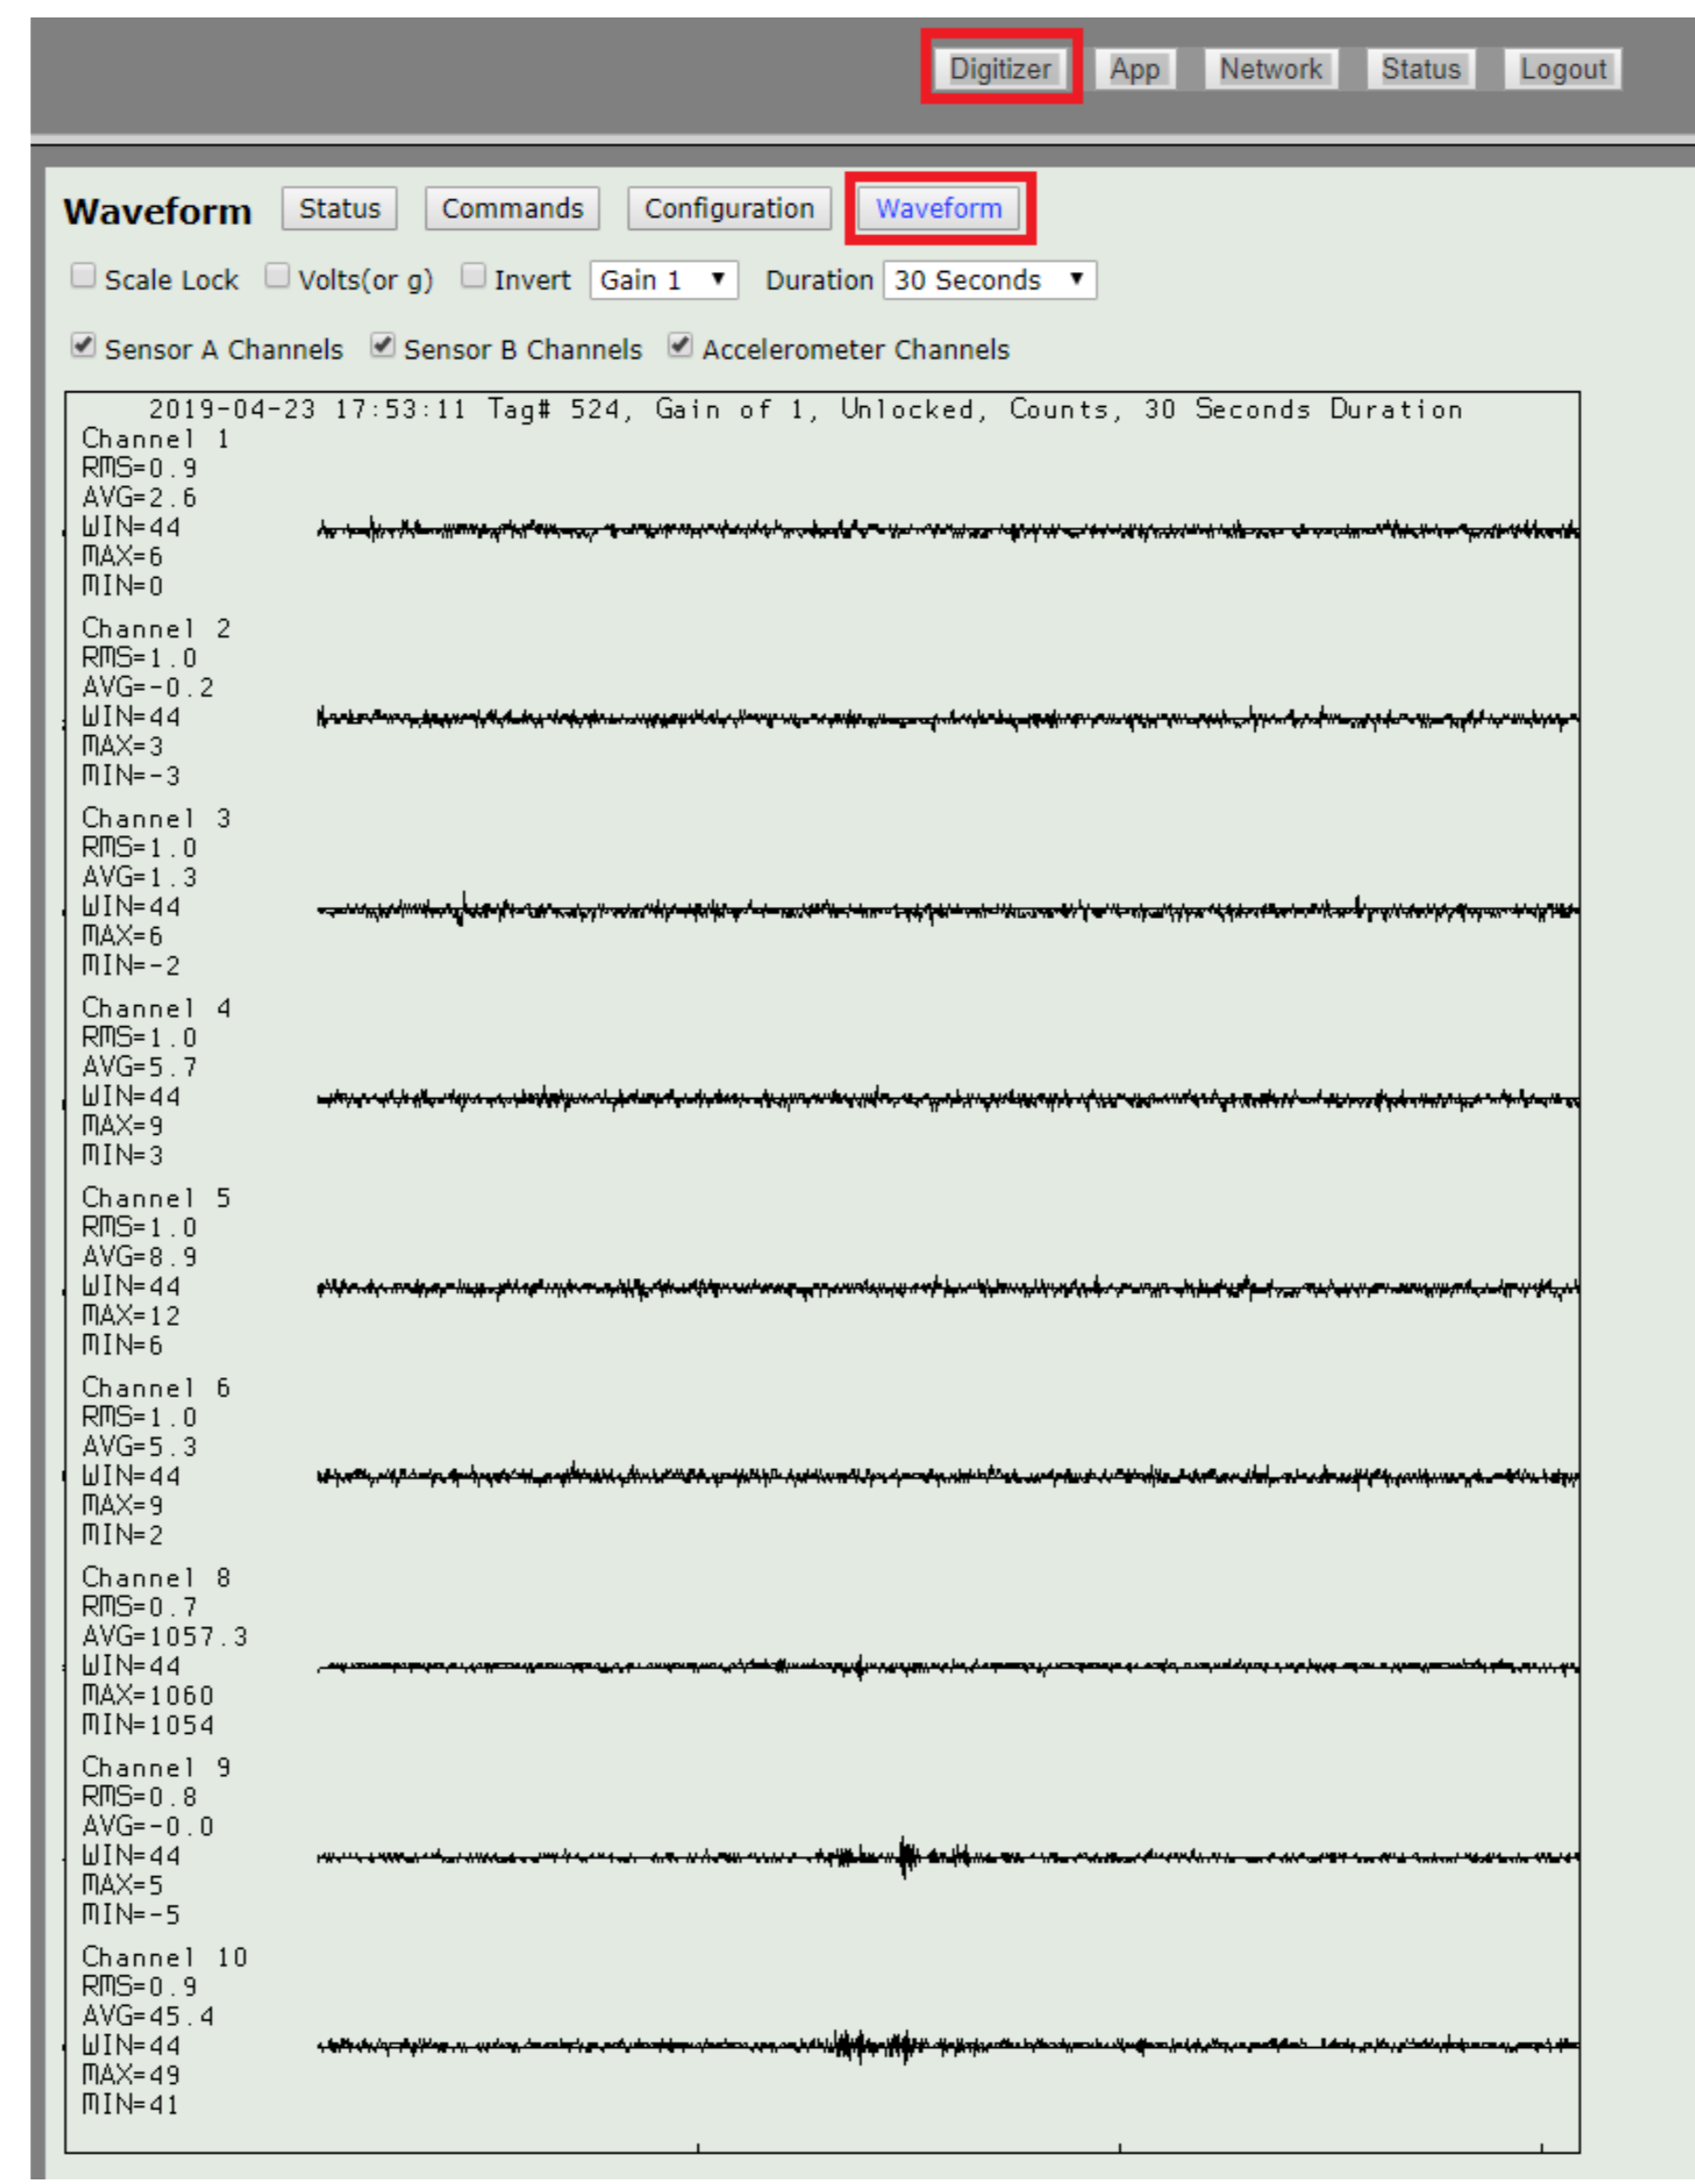 Digitizer App Network Status Logout
Waveform Status Commands Configuration Waveform
Scale Lock Volts(or g) Invert Gain 1 Duration 30 Seconds
Sensor A Channels Sensor B Channels Accelerometer Channels
2019-04-23 17:53:11 Tag# 524, Gain of 1, Unlocked, Counts, 30 Seconds Duration
Channel 1
RMS=0.9
AVG=2.6
WIN=44
MAX=6
MIN=0
Channel 2
RMS=1.0
AVG=-0.2
WIN=44
MAX=3
MIN=-3
Channel 3
RMS=1.0
AVG=1.3
WIN=44
MAX=6
MIN=-2
Channel 4
RMS=1.0
AVG=5.7
WIN=44
MAX=9
MIN=3
Channel 5
RMS=1.0
AVG=8.9
WIN=44
MAX=12
MIN=6
Channel 6
RMS=1.0
AVG=5.3
WIN=44
MAX=9
MIN=2
Channel 8
RMS=0.7
AVG=1057.3
WIN=44
MAX=1060
MIN=1054
Channel 9
RMS=0.8
AVG=-0.0
WIN=44
MAX=5
MIN=-5
Channel 10
RMS=0.9
AVG=45.4
WIN=44
MAX=49
MIN=41